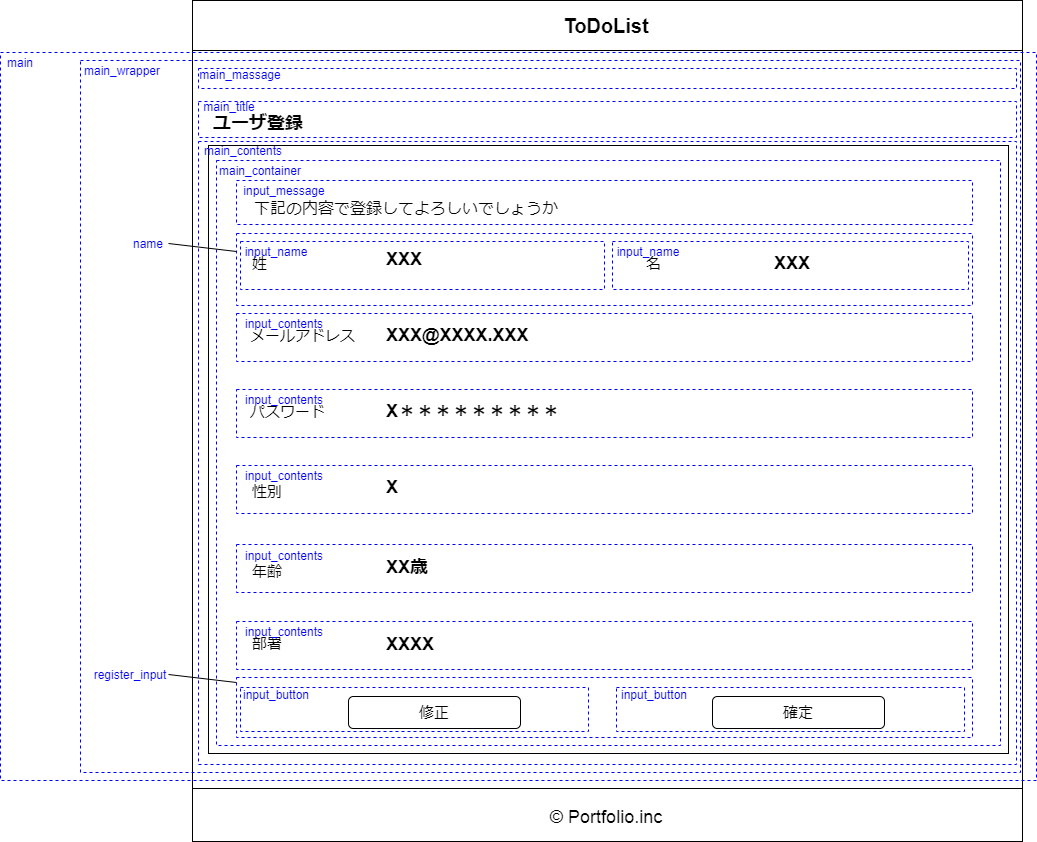 ToDoList
main
main_wrapper
main_massage
main_title
ユーザ登録
main_contents
main_container
input_message
下記の内容で登録してよろしいでしょうか
name
input_name
姓
XXX
input_name
名
XXX
input_contents
メールアドレス
XXX@XXXX.XXX
input_contents
パスワード
X＊＊＊＊＊＊＊＊＊
input_contents
性別
X
input_contents
年齢
XX歳
input_contents
部署
XXXX
register_input
input_button
修正
input_button
確定
© Portfolio.inc